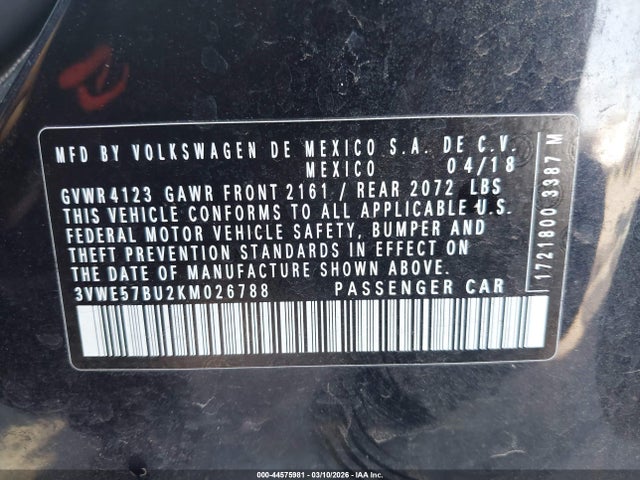 MFD BY VOLKSWAGEN DE MEXICO S.A. DE C.V.
MEXICO 04/18
GVWR 4123 GAWR FRONT 2161 / REAR 2072 LBS
THIS VEHICLE CONFORMS TO ALL APPLICABLE U.S.
FEDERAL MOTOR VEHICLE SAFETY, BUMPER AND
THEFT PREVENTION STANDARDS IN EFFECT ON
THE DATE OF MANUFACTURE SHOWN ABOVE.
3VWE57BU2KM026788 PASSENGER CAR
1721800 3387 M
000-44575981 - 03/10/2026 - IAA Inc.